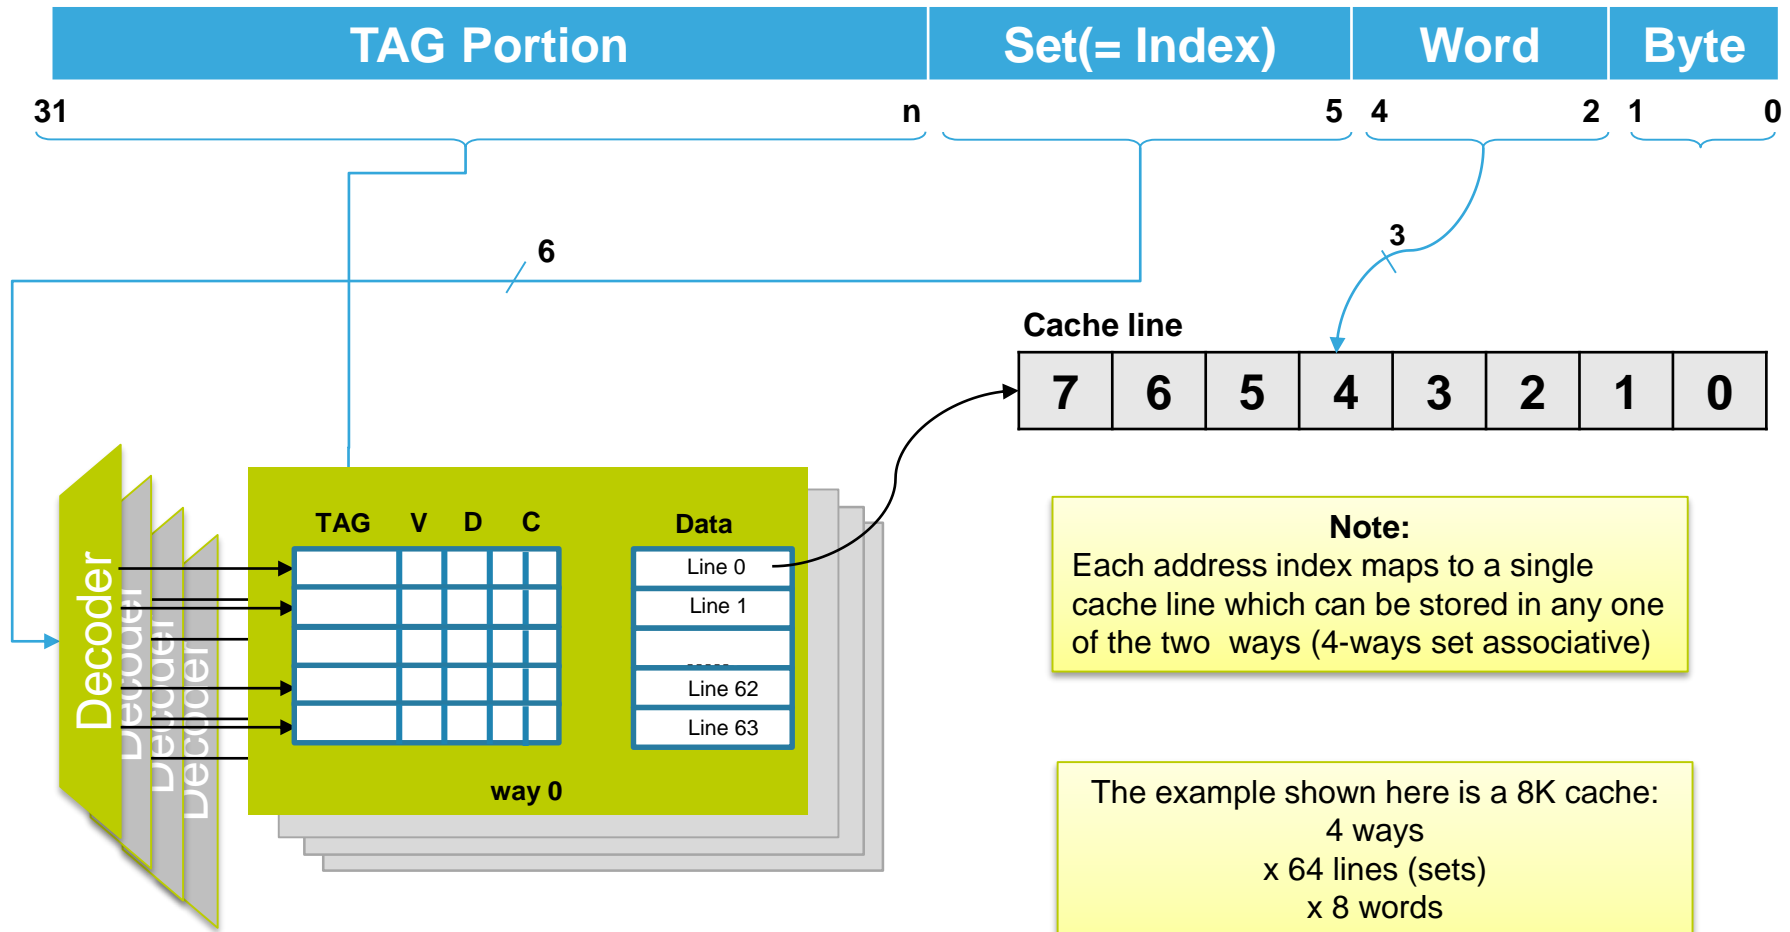 TAG Portion Set(= Index) Word Byte
31 n 5 4 2 1 0
6
3
Cache line
7 6 5 4 3 2 1 0
TAG V D C Data
Line 0
Line 1
-----
Line 62
Line 63
way 0
Decoder
Decoder
Decoder
Decoder
Note:
Each address index maps to a single
cache line which can be stored in any one
of the two ways (4-ways set associative)
The example shown here is a 8K cache:
4 ways
x 64 lines (sets)
x 8 words